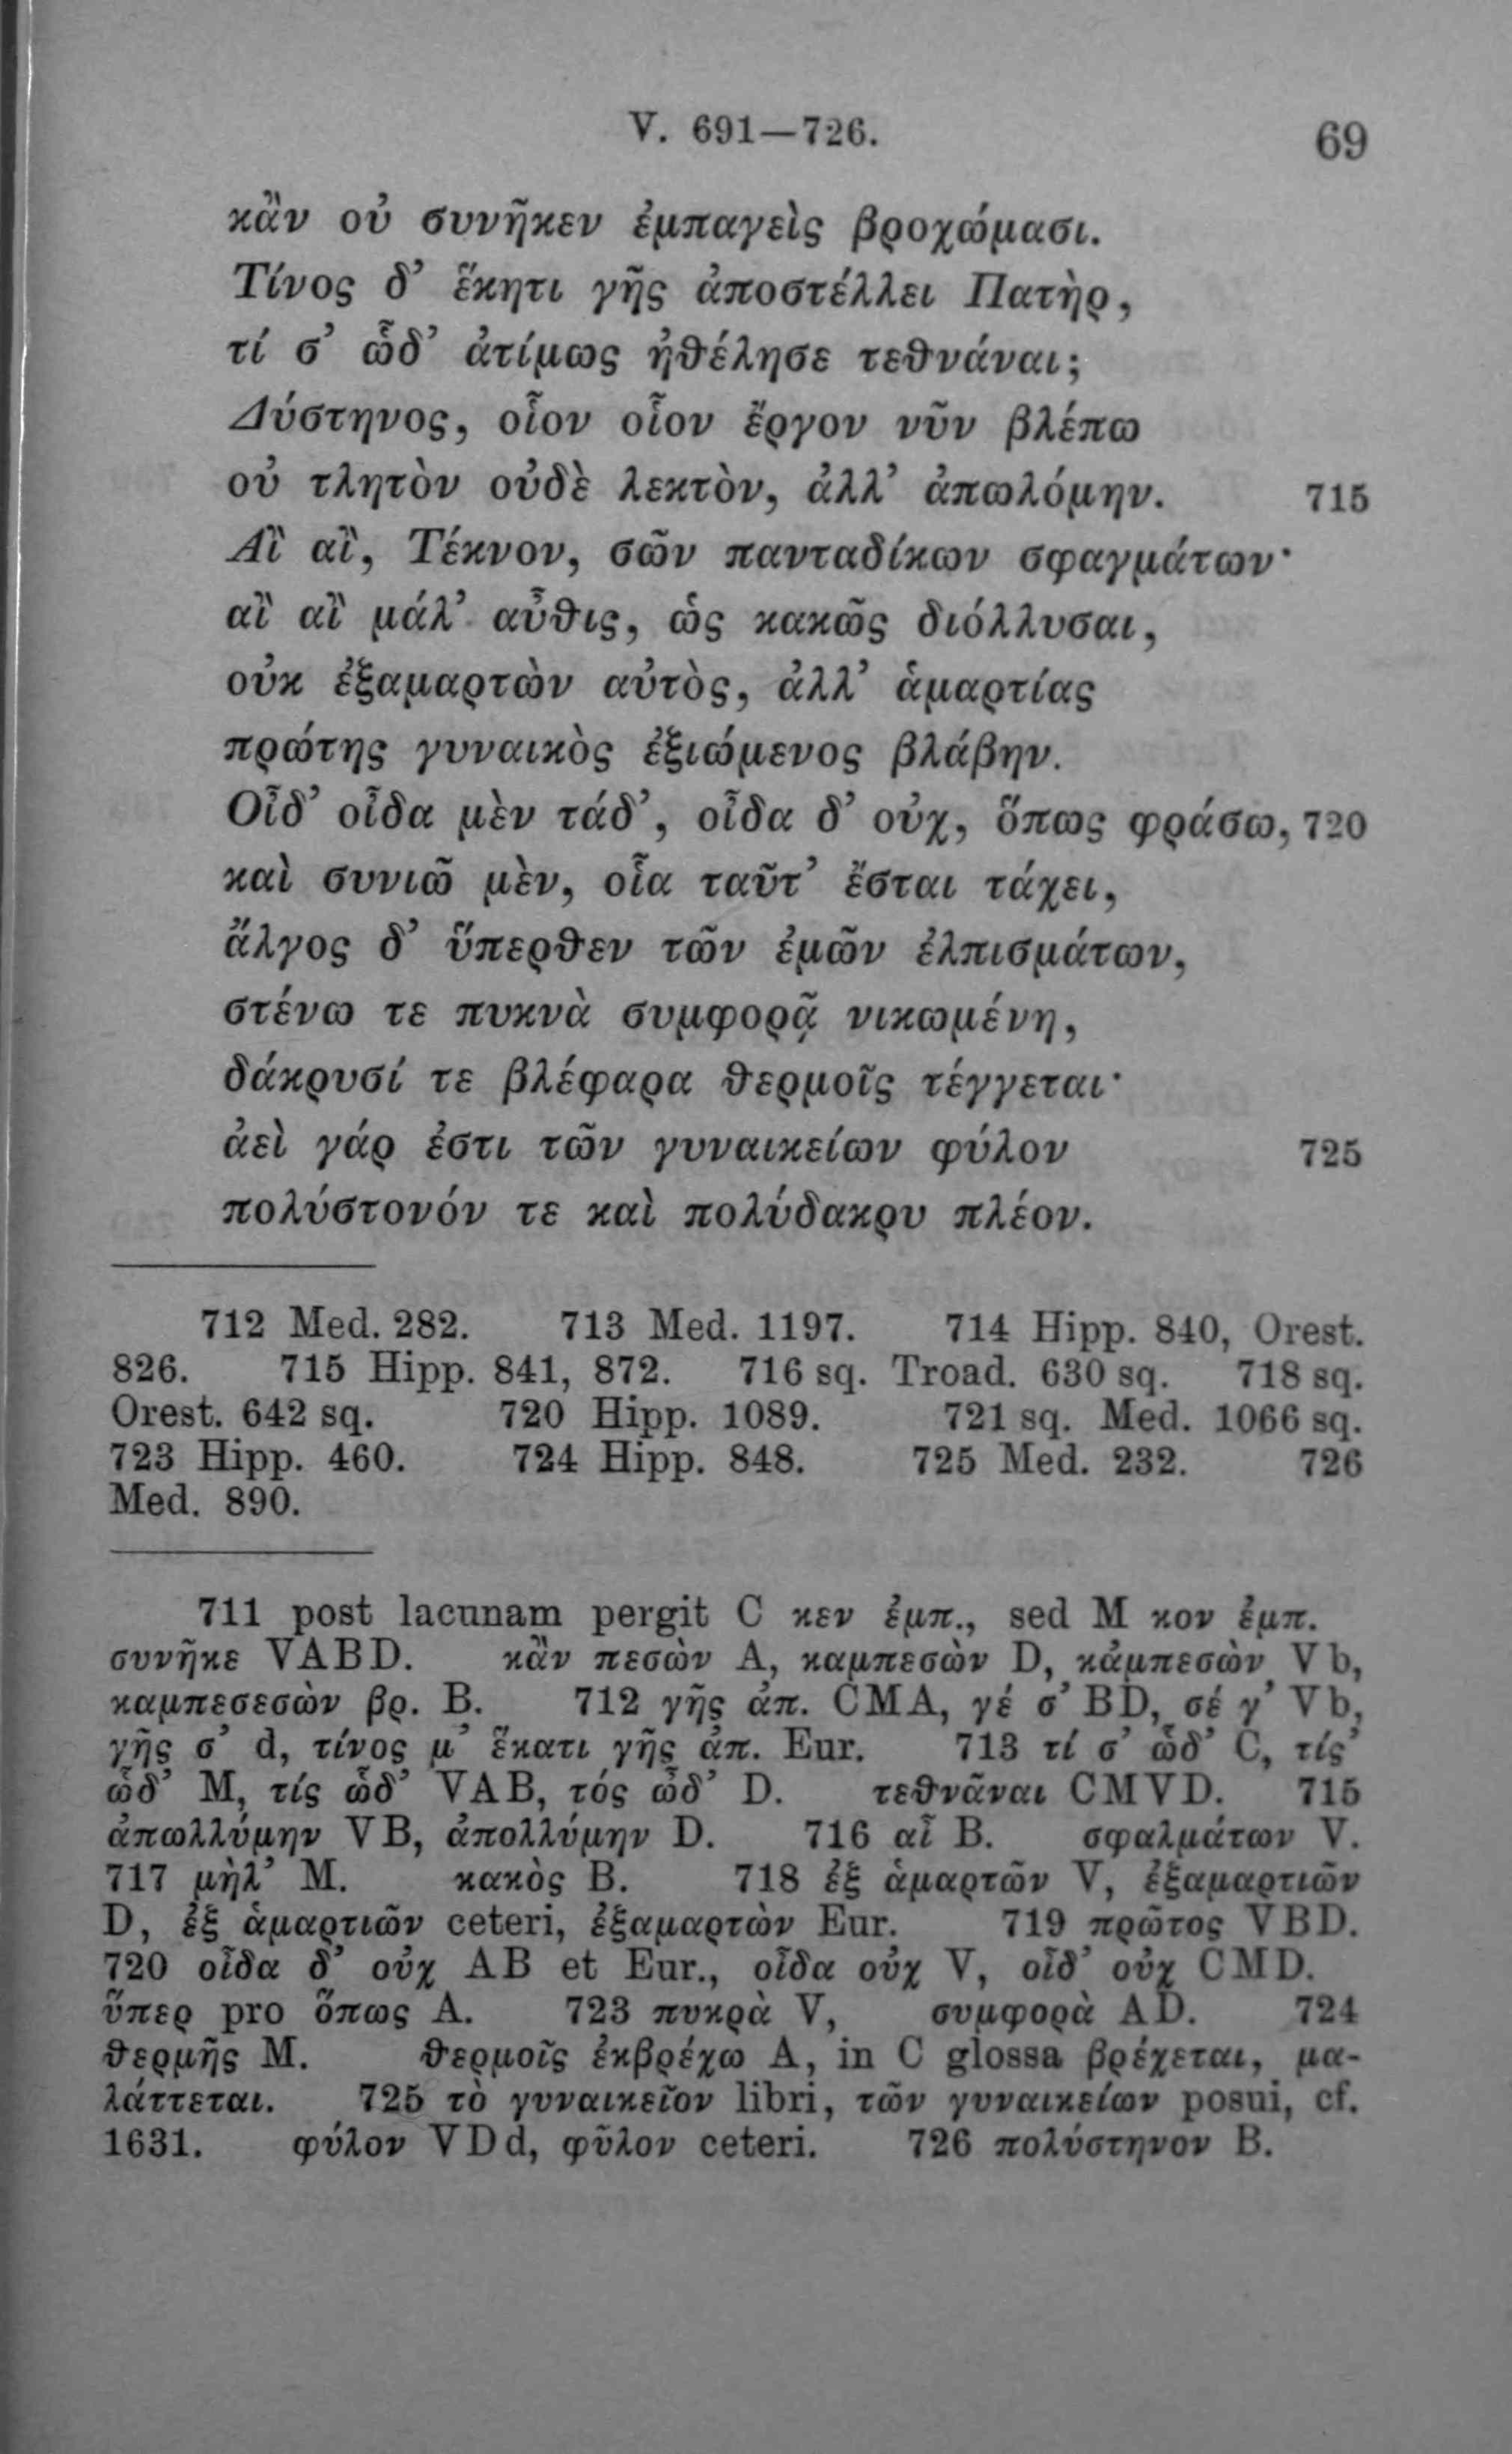 V. 691—726. 69
κἂν οὐ συνῆκεν ἐμπαγεὶς βροχώμασι.
Τίνος δ’ ἕκητι γῆς ἀποστέλλει Πατὴρ,
τί σ’ ὧδ’ ἀτίμως ἠθέλησε τεθνάναι;
Δύστηνος, οἷον οἷον ἔργον νῦν βλέπω
οὐ τλητὸν οὐδὲ λεκτὸν, ἀλλ’ ἀπωλόμην. 715
Αῒ αῒ, Τέκνον, σῶν πανταδίκων σφαγμάτων·
αῒ αῒ μάλ’ αὖθις, ὡς κακῶς διόλλυσαι,
οὐκ ἐξαμαρτὼν αὐτὸς, ἀλλ’ ἁμαρτίας
πρώτης γυναικὸς ἐξιώμενος βλάβην.
Οἶδ’ οἶδα μὲν τάδ’, οἶδα δ’ οὐχ, ὅπως φράσω, 720
καὶ συνιῶ μὲν, οἷα ταῦτ’ ἔσται τάχει,
ἄλγος δ’ ὕπερθεν τῶν ἐμῶν ἐλπισμάτων,
στένω τε πυκνὰ συμφορᾷ νικωμένη,
δάκρυσί τε βλέφαρα θερμοῖς τέγγεται·
ἀεὶ γάρ ἐστι τῶν γυναικείων φύλον 725
πολύστονόν τε καὶ πολύδακρυ πλέον.
712 Med. 282. 713 Med. 1197. 714 Hipp. 840, Orest.
826. 715 Hipp. 841, 872. 716 sq. Troad. 630 sq. 718 sq.
Orest. 642 sq. 720 Hipp. 1089. 721 sq. Med. 1066 sq.
723 Hipp. 460. 724 Hipp. 848. 725 Med. 232. 726
Med. 890.
711 post lacunam pergit C κεν ἐμπ., sed M κον ἐμπ.
συνῆκε VABD. κἂν πεσὼν A, καμπεσὼν D, κἀμπεσὼν Vb,
καμπεσεσὼν βρ. B. 712 γῆς ἀπ. CMA, γέ σ’ BD, σέ γ’ Vb,
γῆς σ’ d, τίνος μ’ ἕκατι γῆς ἀπ. Eur. 713 τί σ’ ὧδ’ C, τίς’
ὧδ’ M, τίς ὧδ’ VAB, τός ὧδ’ D. τεθνᾶναι CMVD. 715
ἀπωλλύμην VB, ἀπολλύμην D. 716 αἶ B. σφαλμάτων V.
717 μὴλ’ M. κακὸς B. 718 ἐξ ἁμαρτῶν V, ἐξαμαρτιῶν
D, ἐξ ἁμαρτιῶν ceteri, ἐξαμαρτὼν Eur. 719 πρῶτος VBD.
720 οἶδα δ’ οὐχ AB et Eur., οἶδα οὐχ V, οἶδ’ οὐχ CMD.
ὕπερ pro ὅπως A. 723 πυκρὰ V, συμφορὰ AD. 724
θερμῆς M. θερμοῖς ἐκβρέχω A, in C glossa βρέχεται, μα-
λάττεται. 725 τὸ γυναικεῖον libri, τῶν γυναικείων posui, cf.
1631. φύλον VDd, φῦλον ceteri. 726 πολύστηνον B.